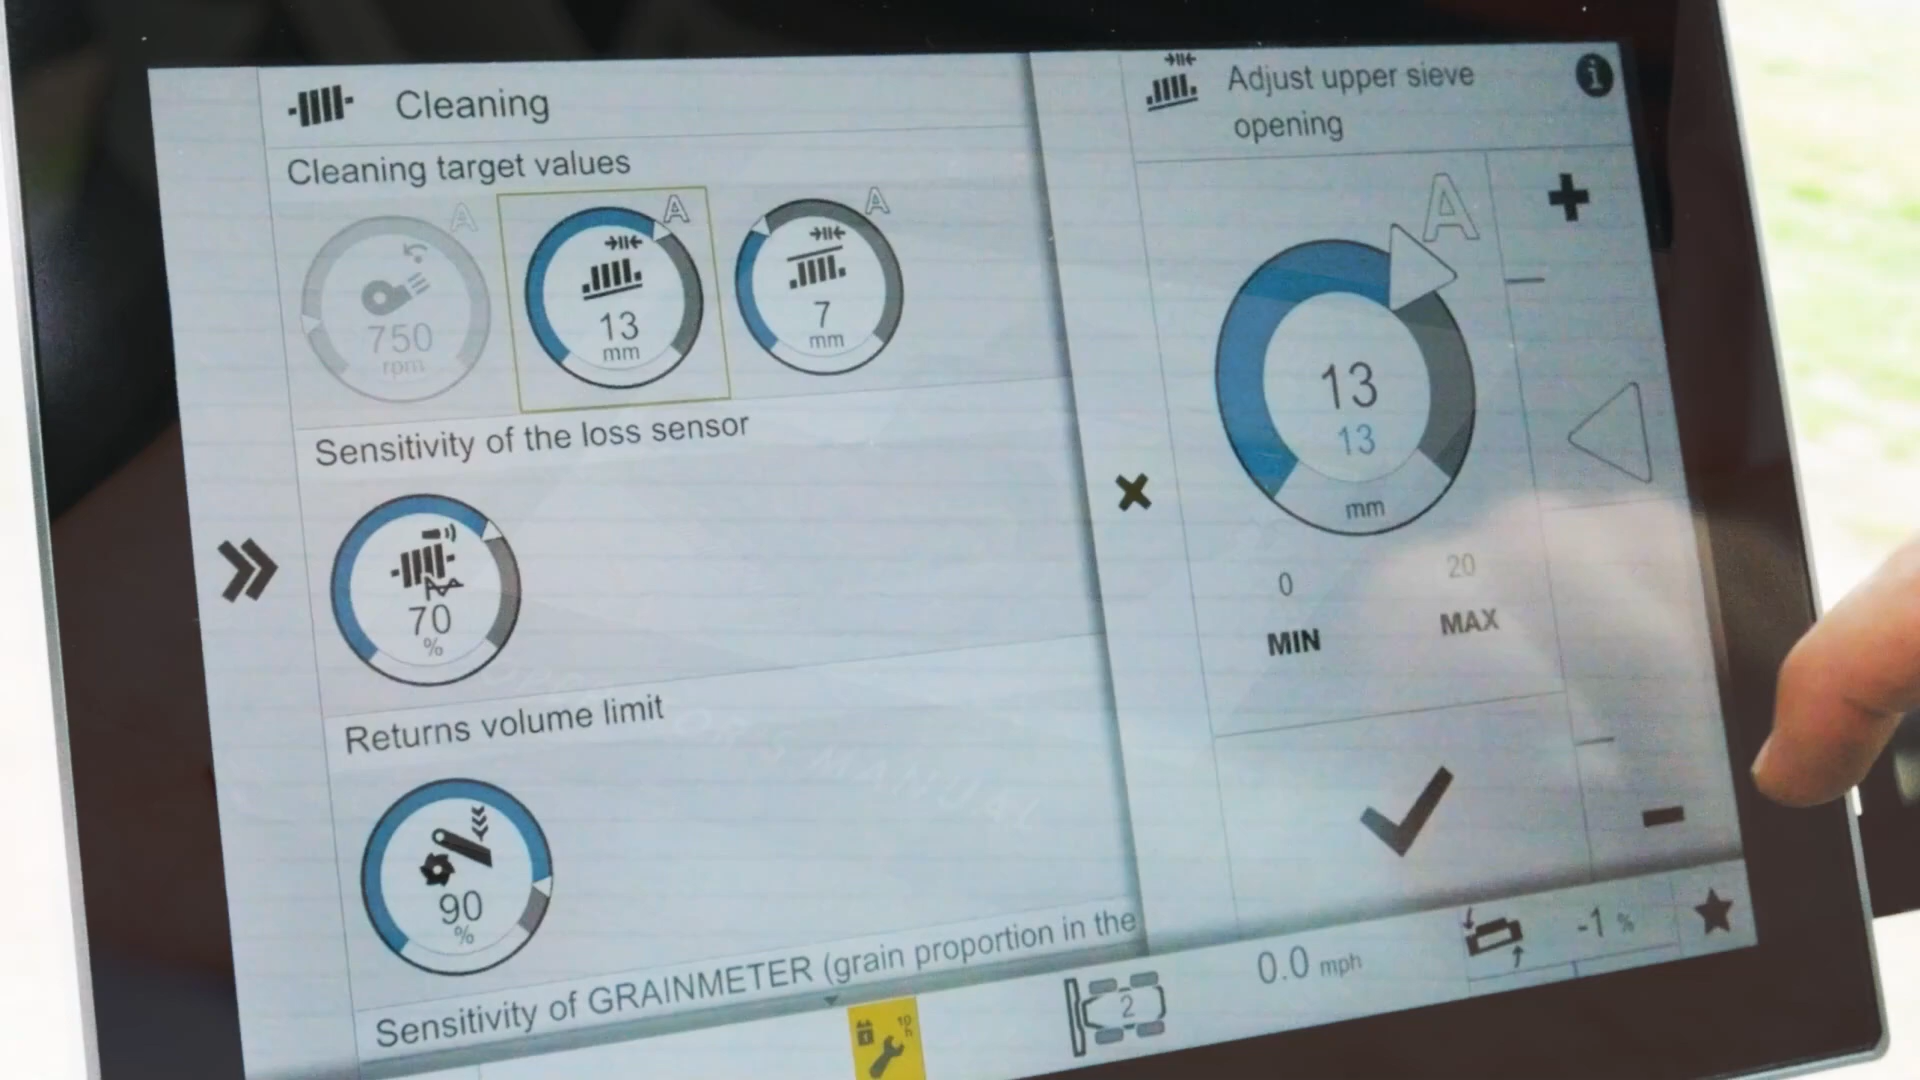 Cleaning
Cleaning target values
A
750
rpm
A
13
mm
A
7
mm
Sensitivity of the loss sensor
70
%
Returns volume limit
90
%
Sensitivity of GRAINMETER (grain proportion in the
Adjust upper sieve
opening
i
A
13
13
mm
0
20
MIN
MAX
10
h
2
0.0 mph
-1 %